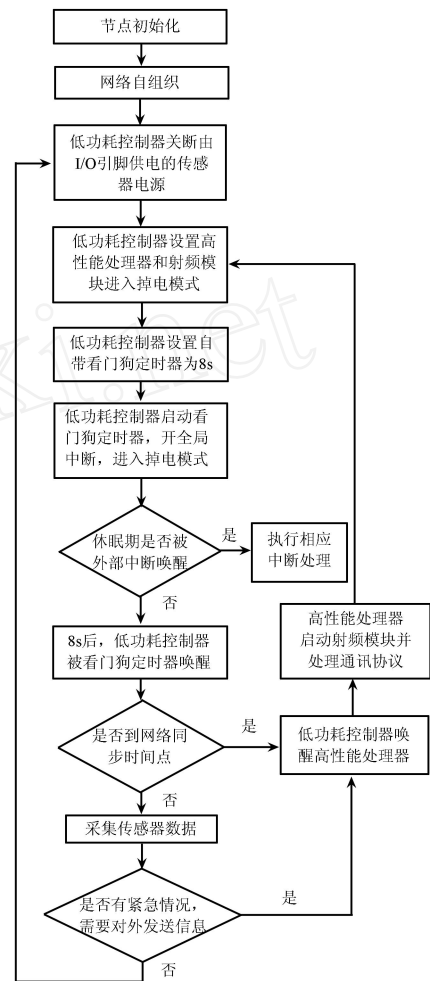 节点初始化
网络自组织
低功耗控制器关断由
I/O引脚供电的传感
器电源
低功耗控制器设置高
性能处理器和射频模
块进入掉电模式
低功耗控制器设置自
带看门狗定时器为8s
低功耗控制器启动看
门狗定时器，开全局
中断，进入掉电模式
休眠期是否被
外部中断唤醒
是
执行相应
中断处理
否
8s后，低功耗控制器
被看门狗定时器唤醒
高性能处理器
启动射频模块并
处理通讯协议
是否到网络同
步时间点
是
低功耗控制器唤
醒高性能处理器
否
采集传感器数据
是否有紧急情况，
需要对外发送信息
是
否
ki.net